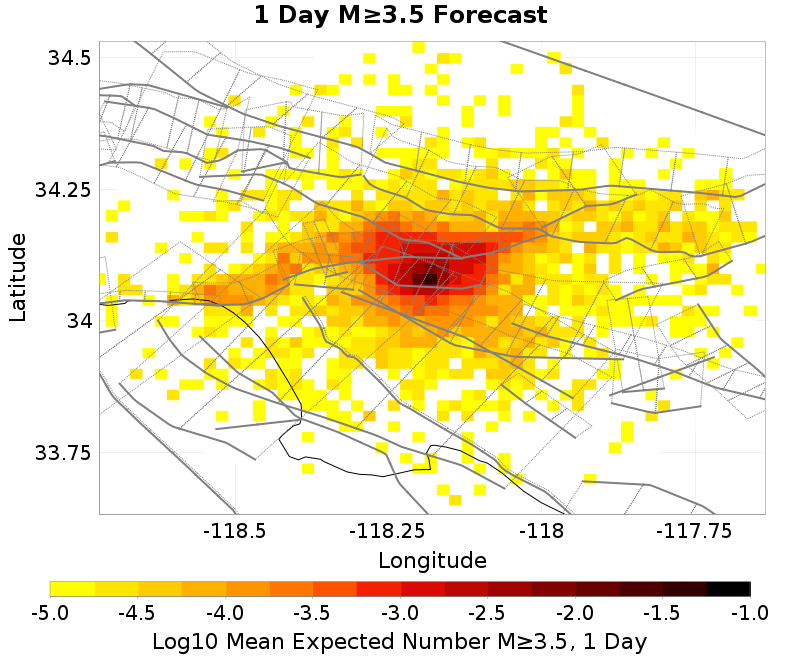 1 Day M≥3.5 Forecast
34.5
34.25
34
33.75
Latitude
-118.5 -118.25 -118 -117.75
Longitude
-5.0 -4.5 -4.0 -3.5 -3.0 -2.5 -2.0 -1.5 -1.0
Log10 Mean Expected Number M≥3.5, 1 Day